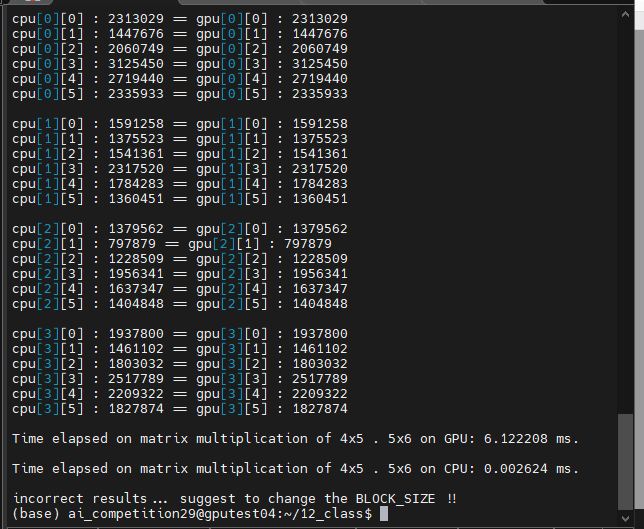 cpu[0][0] : 2313029 == gpu[0][0] : 2313029
cpu[0][1] : 1447676 == gpu[0][1] : 1447676
cpu[0][2] : 2060749 == gpu[0][2] : 2060749
cpu[0][3] : 3125450 == gpu[0][3] : 3125450
cpu[0][4] : 2719440 == gpu[0][4] : 2719440
cpu[0][5] : 2335933 == gpu[0][5] : 2335933

cpu[1][0] : 1591258 == gpu[1][0] : 1591258
cpu[1][1] : 1375523 == gpu[1][1] : 1375523
cpu[1][2] : 1541361 == gpu[1][2] : 1541361
cpu[1][3] : 2317520 == gpu[1][3] : 2317520
cpu[1][4] : 1784283 == gpu[1][4] : 1784283
cpu[1][5] : 1360451 == gpu[1][5] : 1360451

cpu[2][0] : 1379562 == gpu[2][0] : 1379562
cpu[2][1] : 797879 == gpu[2][1] : 797879
cpu[2][2] : 1228509 == gpu[2][2] : 1228509
cpu[2][3] : 1956341 == gpu[2][3] : 1956341
cpu[2][4] : 1637347 == gpu[2][4] : 1637347
cpu[2][5] : 1404848 == gpu[2][5] : 1404848

cpu[3][0] : 1937800 == gpu[3][0] : 1937800
cpu[3][1] : 1461102 == gpu[3][1] : 1461102
cpu[3][2] : 1803032 == gpu[3][2] : 1803032
cpu[3][3] : 2517789 == gpu[3][3] : 2517789
cpu[3][4] : 2209322 == gpu[3][4] : 2209322
cpu[3][5] : 1827874 == gpu[3][5] : 1827874

Time elapsed on matrix multiplication of 4x5 . 5x6 on GPU: 6.122208 ms.

Time elapsed on matrix multiplication of 4x5 . 5x6 on CPU: 0.002624 ms.

incorrect results... suggest to change the BLOCK_SIZE !!
(base) ai_competition29@gputest04:~/12_class$